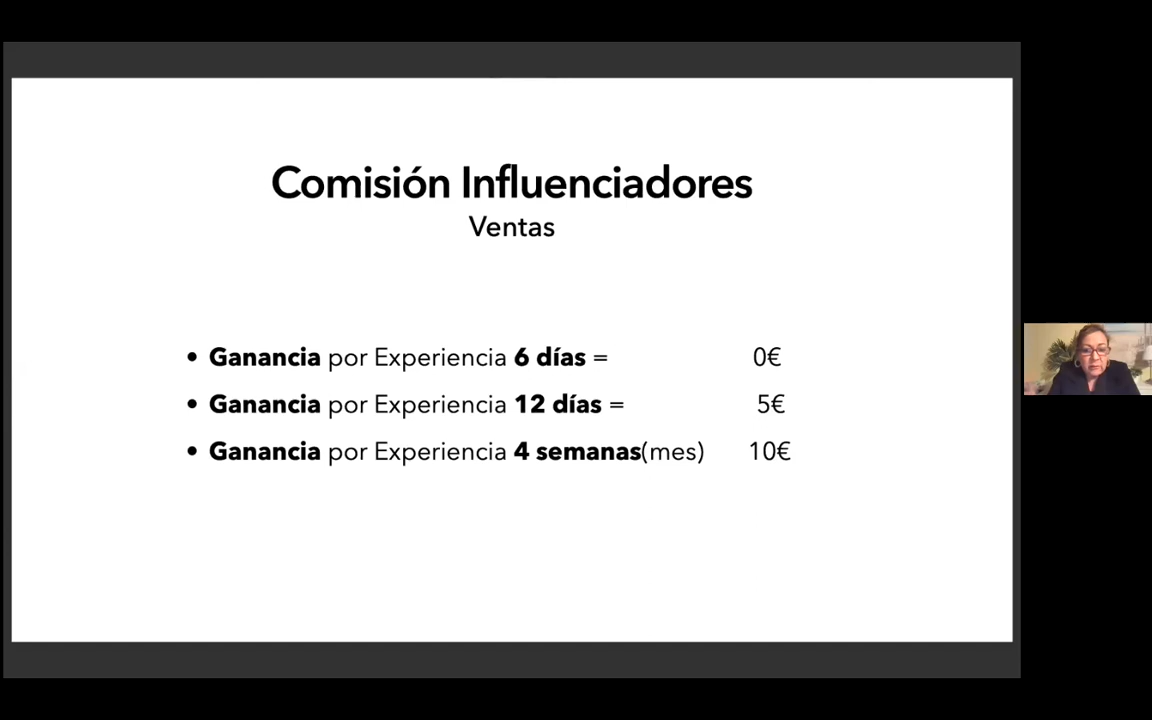 Comisión Influenciadores
Ventas
• Ganancia por Experiencia 6 días = 0€
• Ganancia por Experiencia 12 días = 5€
• Ganancia por Experiencia 4 semanas(mes) 10€